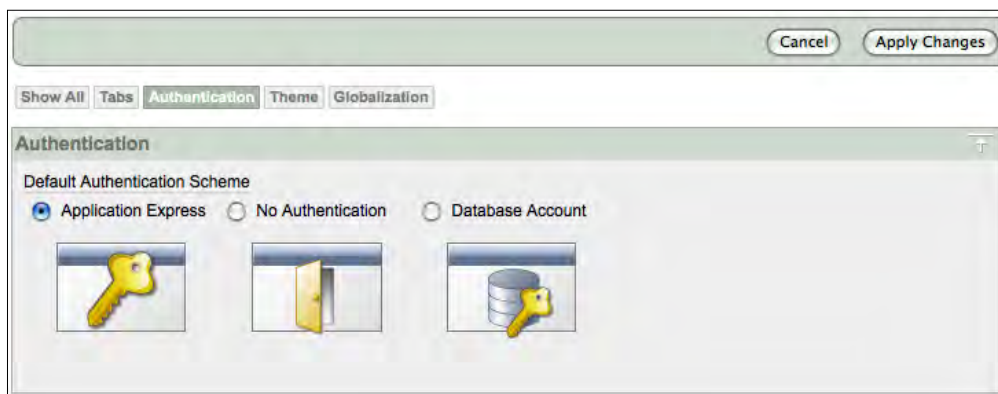 Cancel Apply Changes
Show All Tabs Authentication Theme Globalization
Authentication
Default Authentication Scheme
Application Express No Authentication Database Account